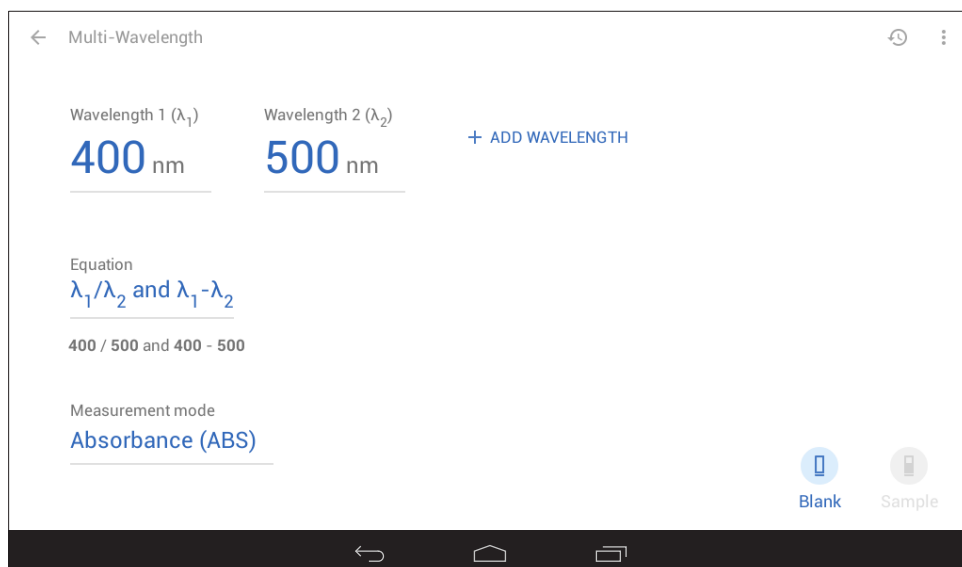 Multi-Wavelength
Wavelength 1 (λ₁) Wavelength 2 (λ₂)
400 nm 500 nm + ADD WAVELENGTH
Equation
λ₁/λ₂ and λ₁-λ₂
400 / 500 and 400 - 500
Measurement mode
Absorbance (ABS)
Blank Sample